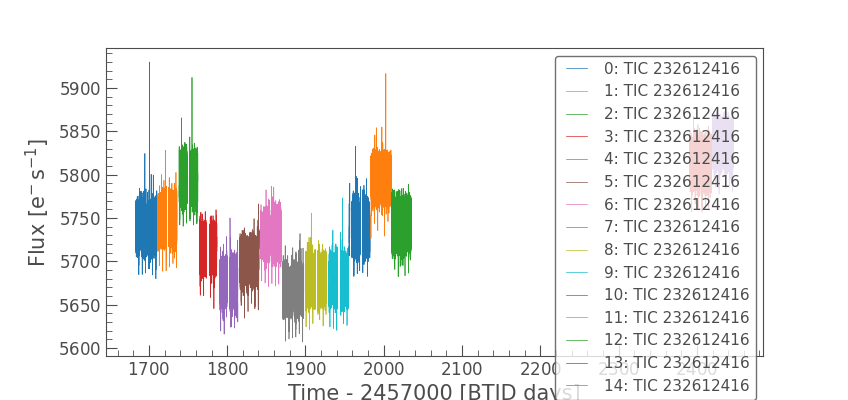 5900
5850
5800
5750
5700
5650
5600
Flux [e⁻ s⁻¹]
1700 1800 1900 2000 2100 2200 2300 2400
Time - 2457000 [BTJD days]
0: TIC 232612416
1: TIC 232612416
2: TIC 232612416
3: TIC 232612416
4: TIC 232612416
5: TIC 232612416
6: TIC 232612416
7: TIC 232612416
8: TIC 232612416
9: TIC 232612416
10: TIC 232612416
11: TIC 232612416
12: TIC 232612416
13: TIC 232612416
14: TIC 232612416